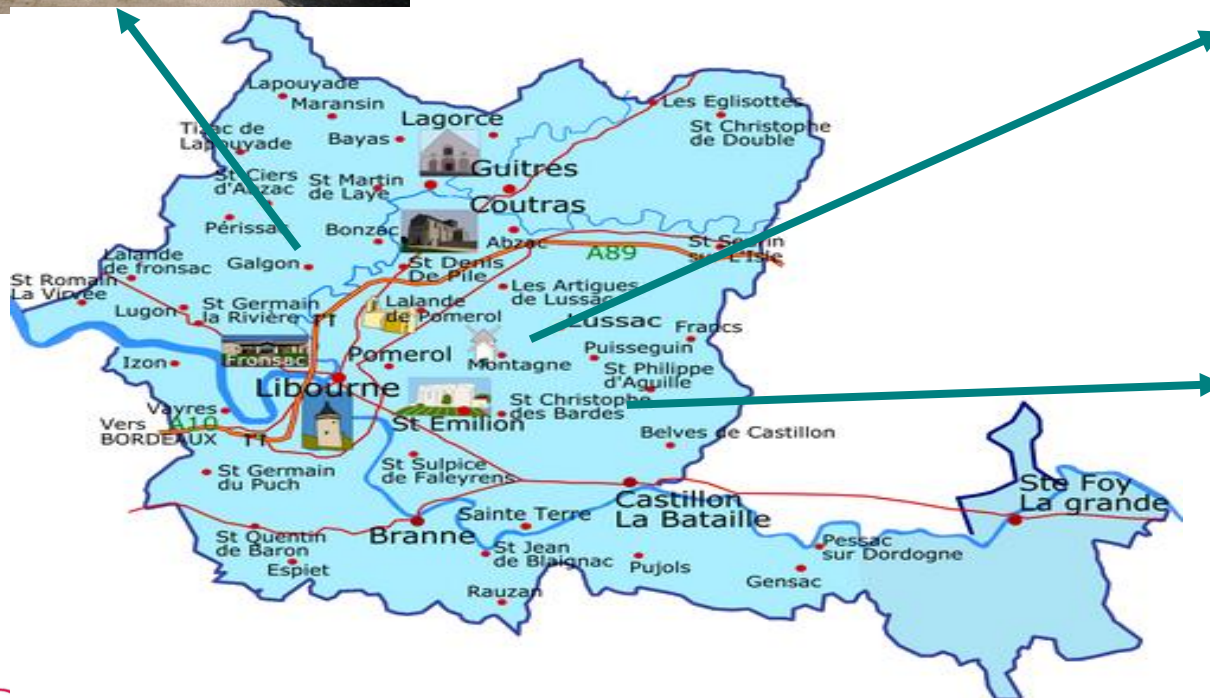 Lapouyade
Maransin
Lagorce
Les Eglisottes
St Christophe
de Double
Tizac de
Lapouyade
Bayas
Guitres
St Ciers
d'Abzac
St Martin
de Laye
Coutras
Périssac
Bonzac
Abzac
A89
St Seurin
sur L'Isle
Lalande
de fronsac
Galgon
St Denis
De Pile
St Romain
La Virvée
Les Artigues
de Lussac
Lugon
St Germain
la Rivière
Lalande
de Pomerol
Lussac
Francs
Puisseguin
Izon
Fronsac
Pomerol
Montagne
St Philippe
d'Aguille
Libourne
St Christophe
des Bardes
Vayres
Vers
BORDEAUX
A10
St Emilion
Belves de Castillon
St Germain
du Puch
St Sulpice
de Faleyrens
Castillon
La Bataille
Ste Foy
La grande
Sainte Terre
Branne
St Quentin
de Baron
Espiet
St Jean
de Blaignac
Pujols
Pessac
sur Dordogne
Gensac
Rauzan